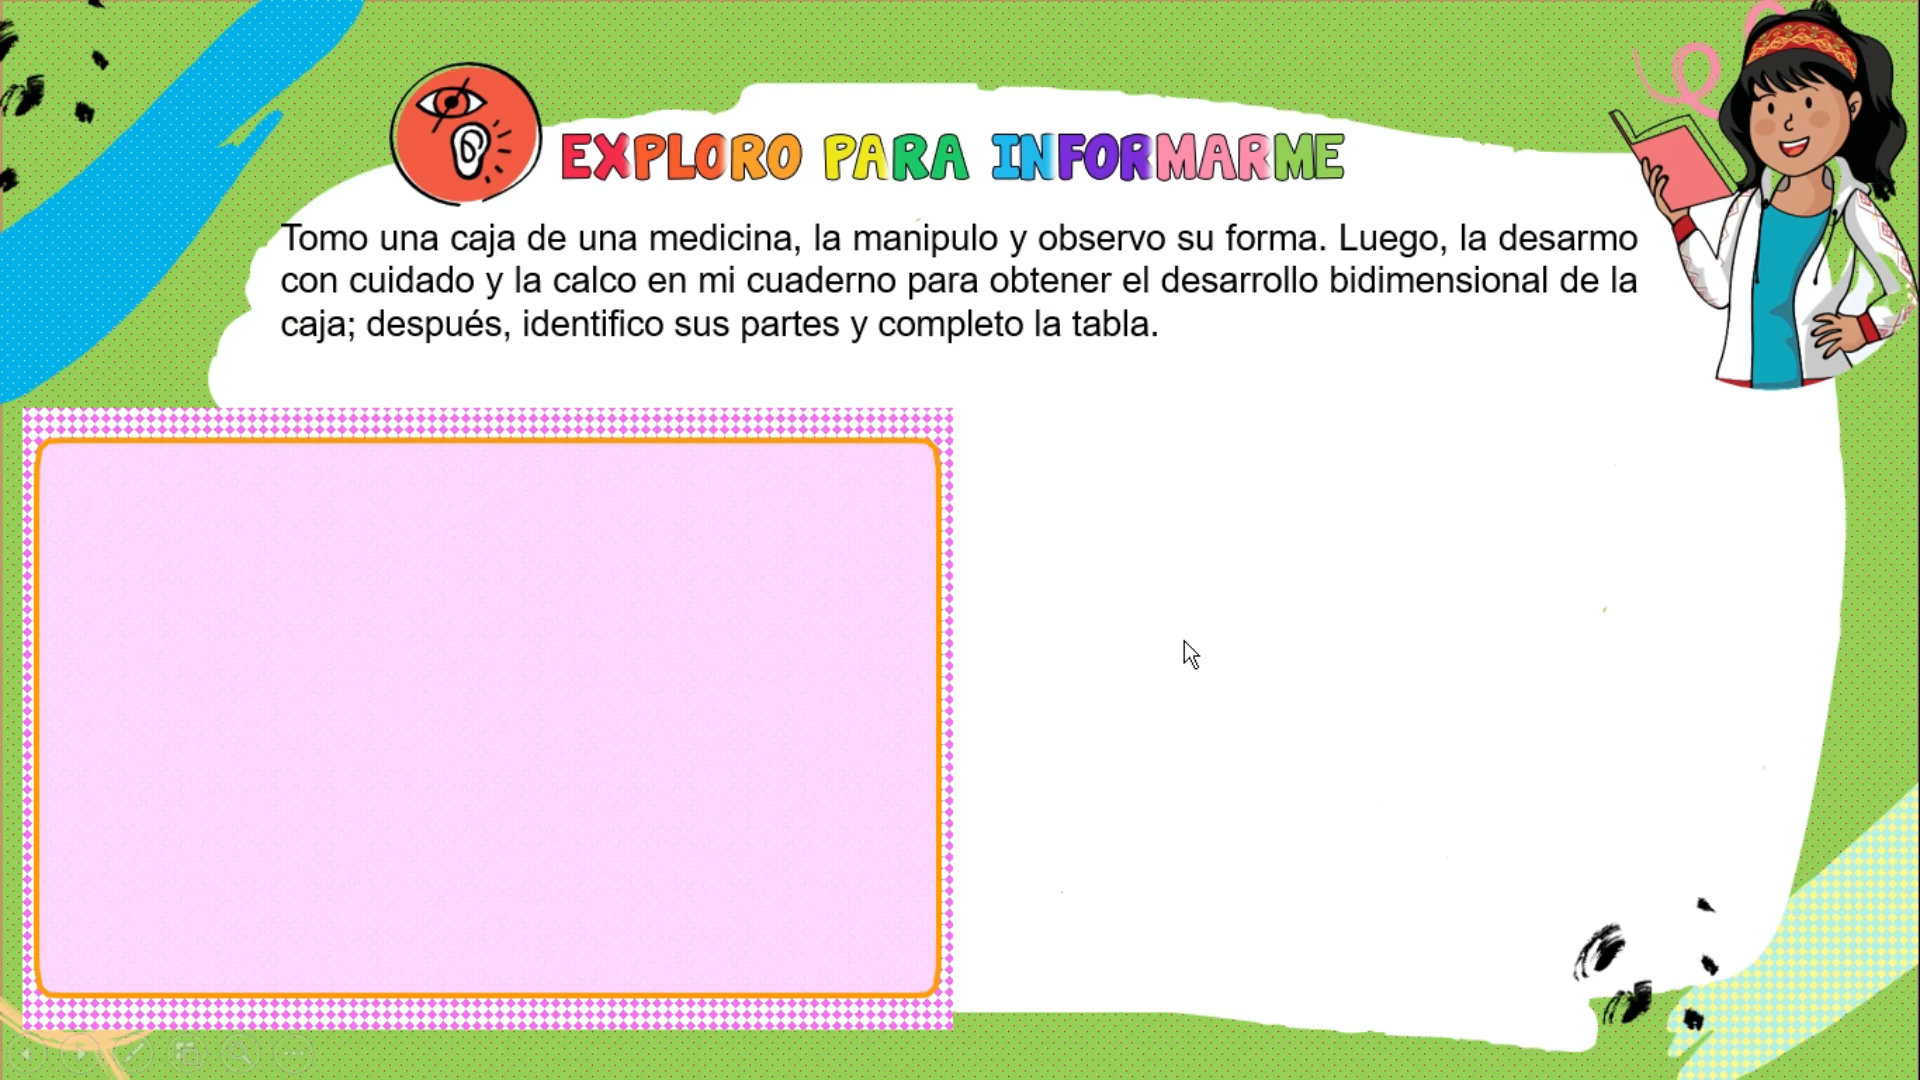 EXPLORO PARA INFORMARME
Tomo una caja de una medicina, la manipulo y observo su forma. Luego, la desarmo
con cuidado y la calco en mi cuaderno para obtener el desarrollo bidimensional de la
caja; después, identifico sus partes y completo la tabla.